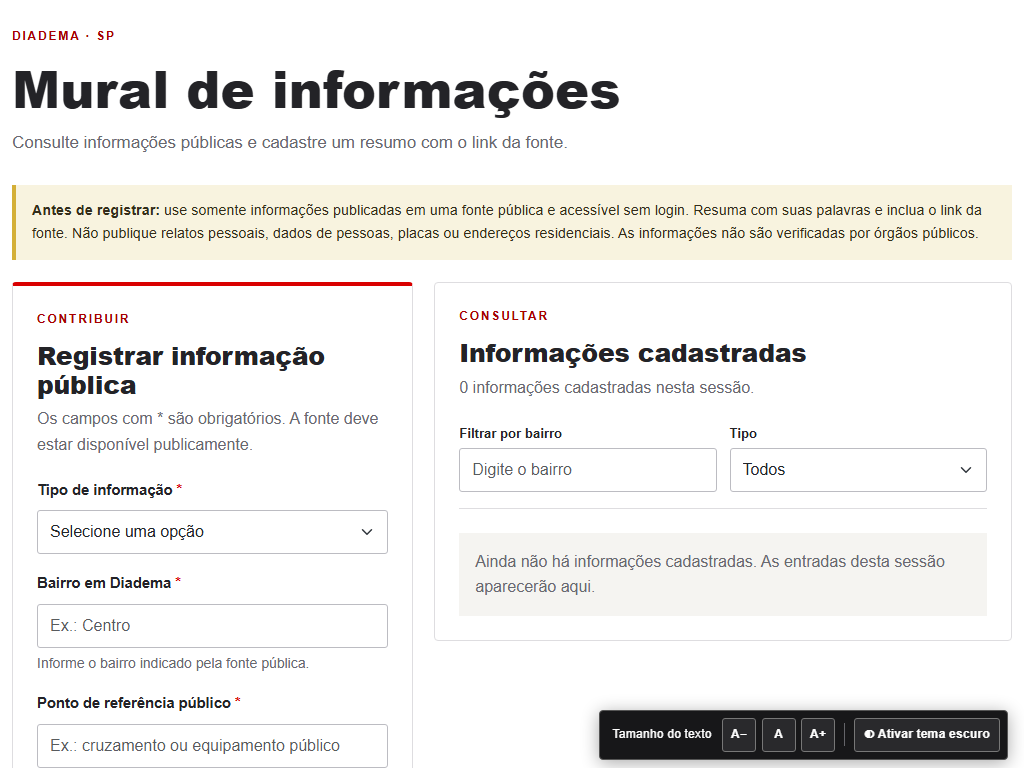 DIADEMA · SP
Mural de informações
Consulte informações públicas e cadastre um resumo com o link da fonte.
Antes de registrar: use somente informações publicadas em uma fonte pública e acessível sem login. Resuma com suas palavras e inclua o link da
fonte. Não publique relatos pessoais, dados de pessoas, placas ou endereços residenciais. As informações não são verificadas por órgãos públicos.
CONTRIBUIR
Registrar informação
pública
Os campos com * são obrigatórios. A fonte deve
estar disponível publicamente.
Tipo de informação *
Selecione uma opção
Bairro em Diadema *
Ex.: Centro
Informe o bairro indicado pela fonte pública.
Ponto de referência público *
Ex.: cruzamento ou equipamento público
CONSULTAR
Informações cadastradas
0 informações cadastradas nesta sessão.
Filtrar por bairro
Tipo
Digite o bairro
Todos
Ainda não há informações cadastradas. As entradas desta sessão
aparecerão aqui.
Tamanho do texto
A−
A
A+
Ativar tema escuro